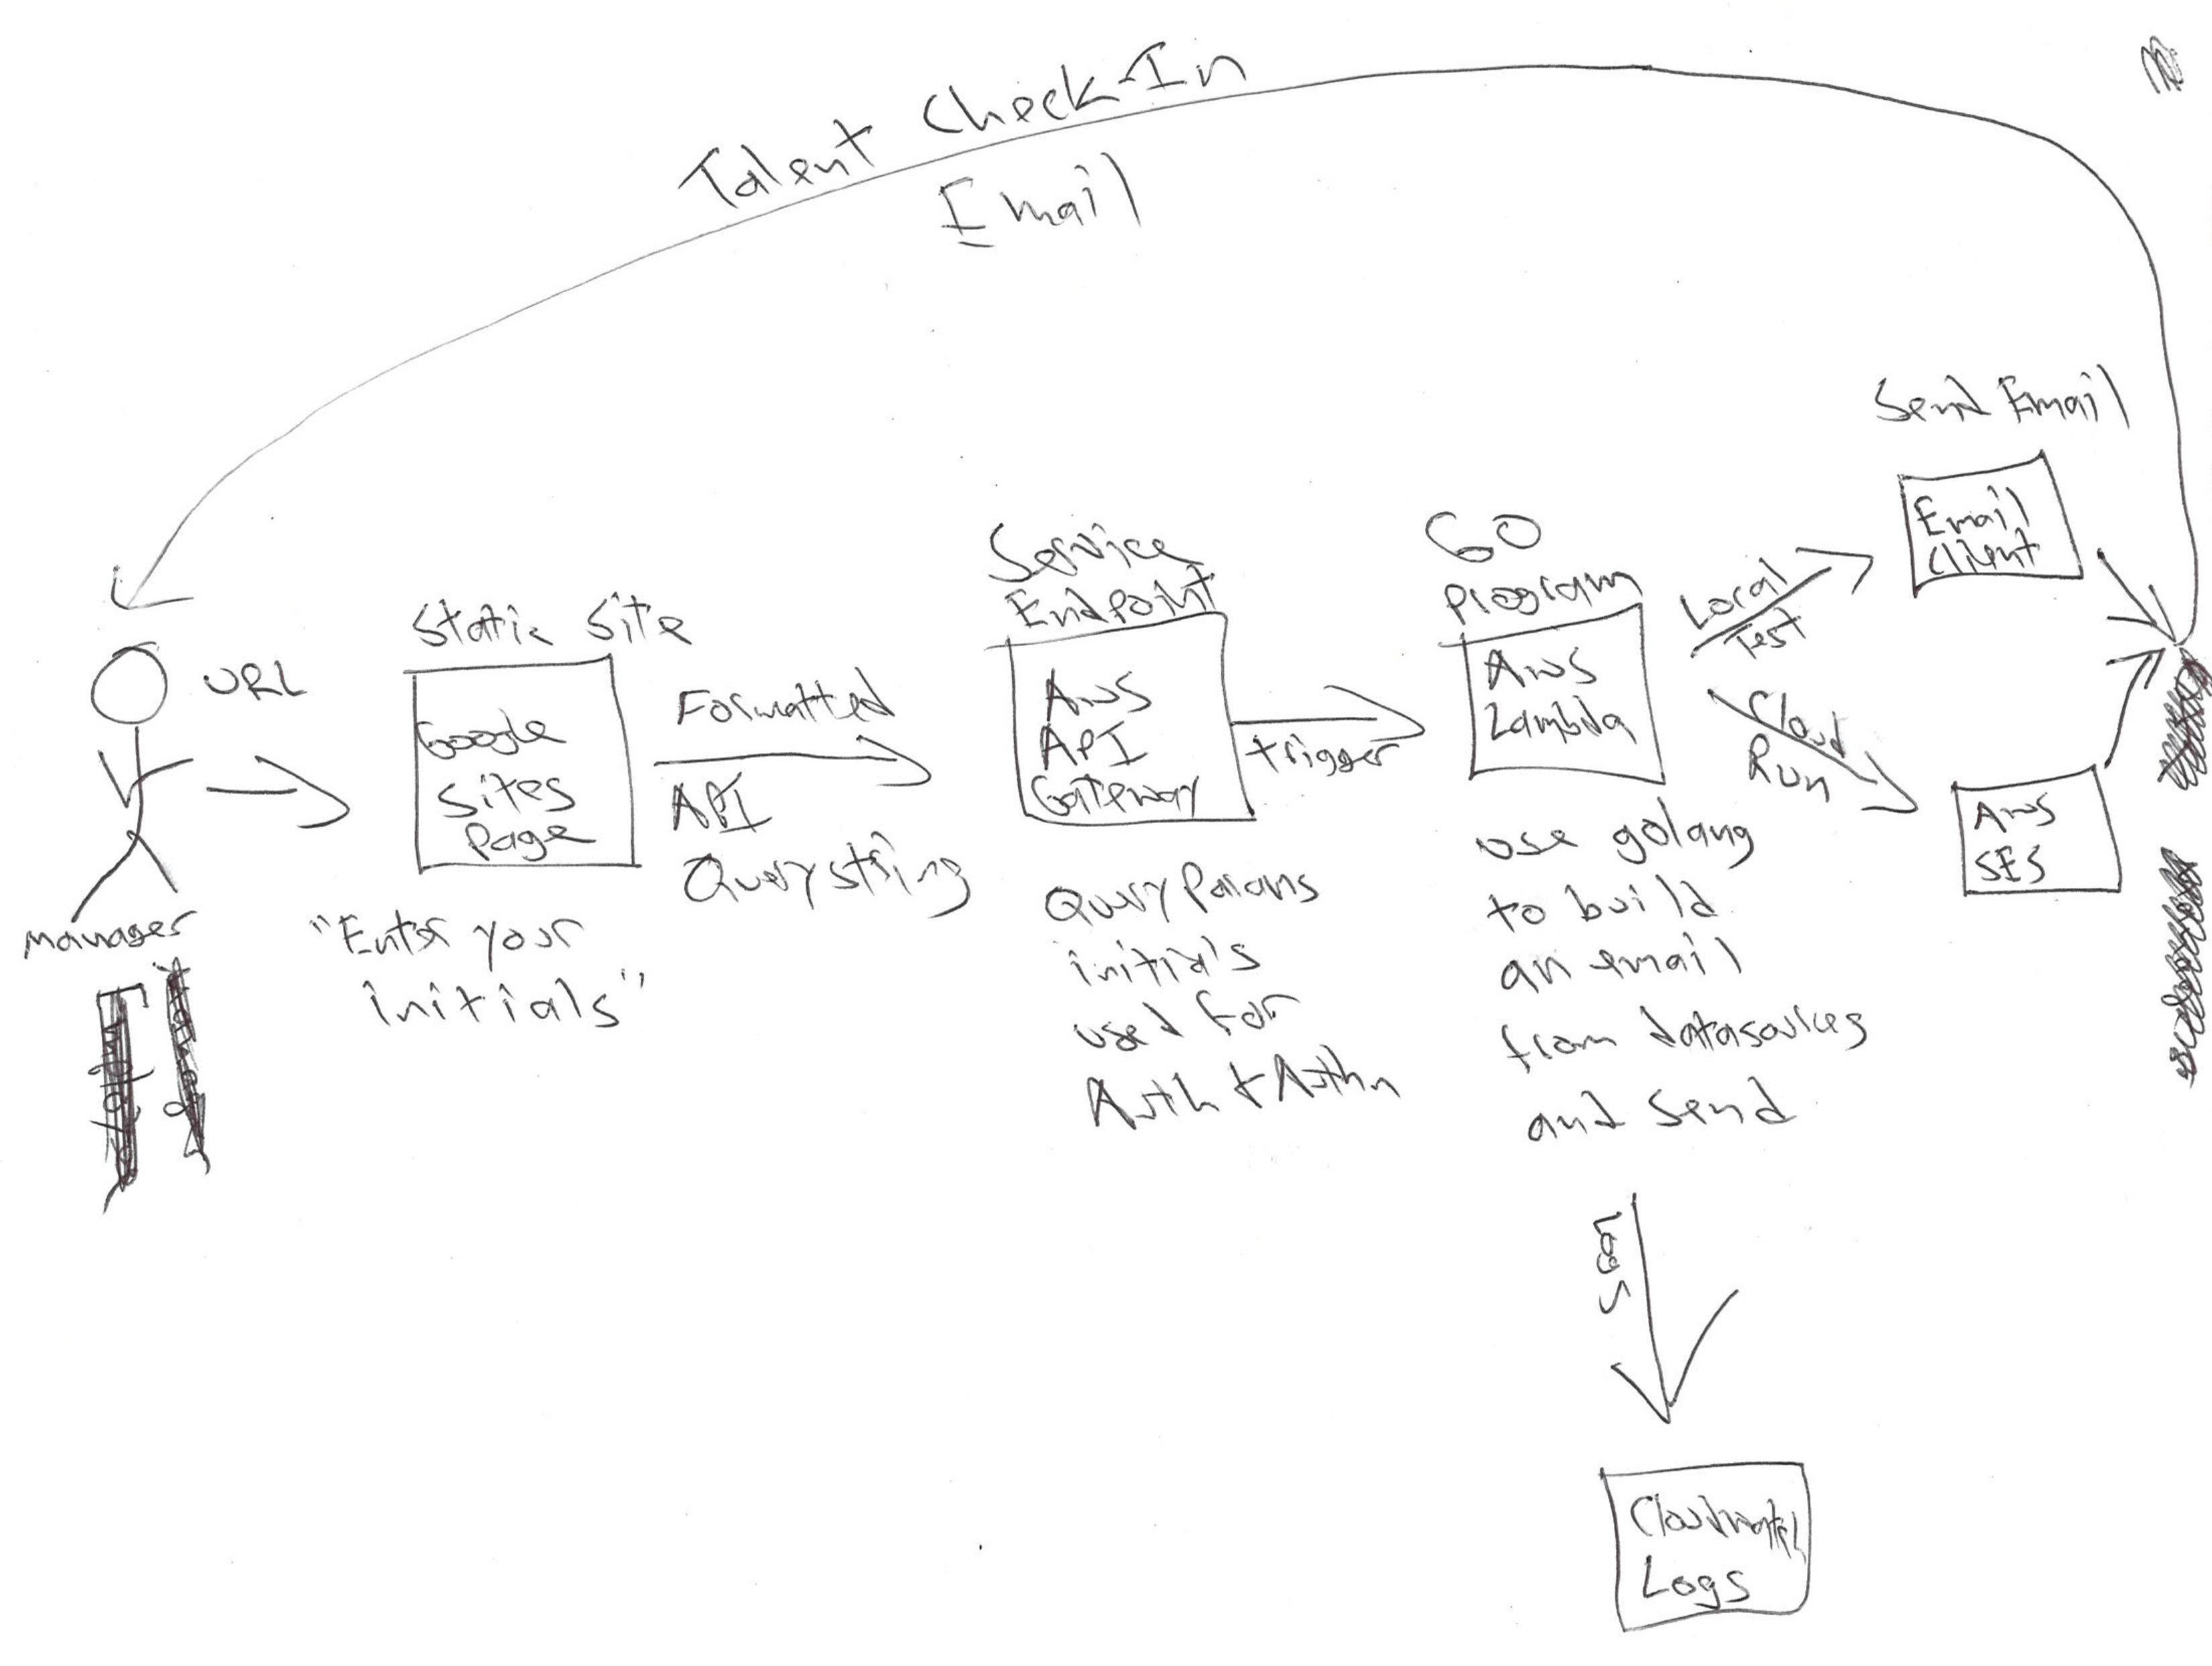 Talent Check-In
Email
Send Email
Email
Client
Service
Endpoint
GO
Program
Local
Test
Static Site
URL
Google
Sites
Page
Formatted
API
Querystring
AWS
API
Gateway
trigger
AWS
Lambda
Cloud
Run
AWS
SES
manager
"Enter your
initials"
Query Params
initials
used for
Auth + Authn
use golang
to build
an email
from datasources
and send
Logs
Cloudwatch
Logs